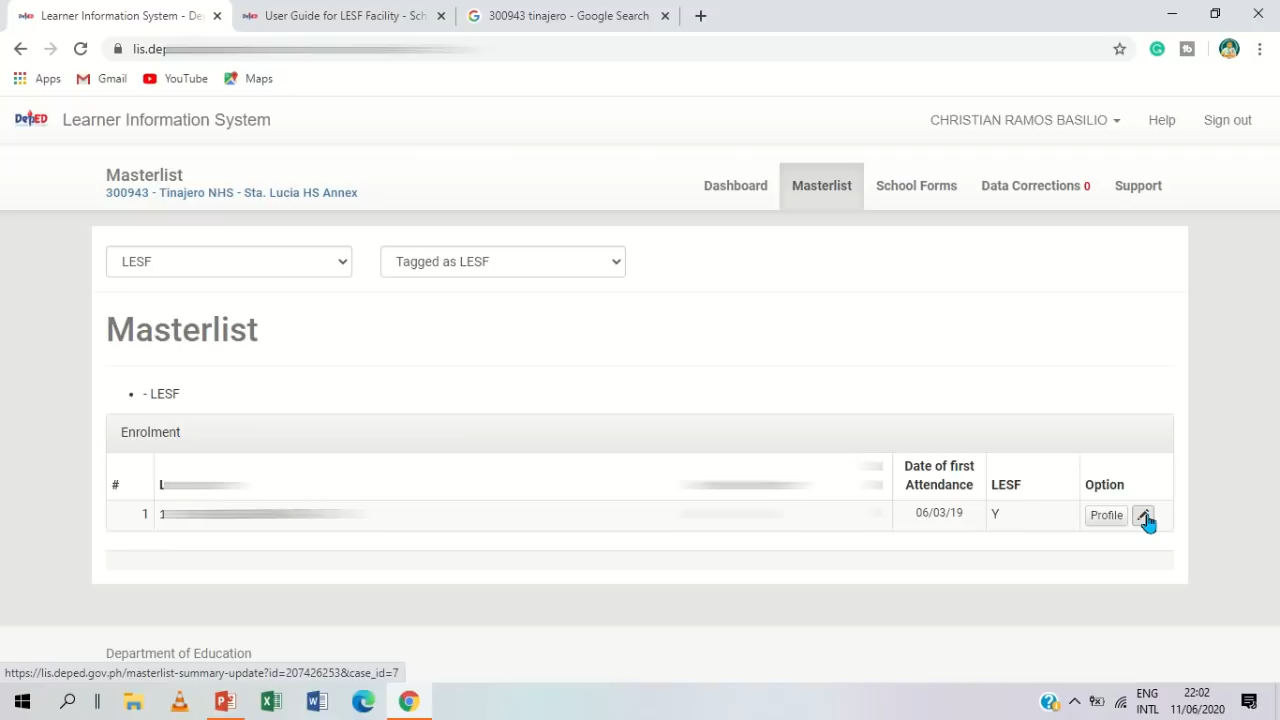 Learner Information System - De
User Guide for LESF Facility - Sch
300943 tinajero - Google Search
lis.dep
Apps
Gmail
YouTube
Maps
DepED
Learner Information System
CHRISTIAN RAMOS BASILIO
Help
Sign out
Masterlist
300943 - Tinajero NHS - Sta. Lucia HS Annex
Dashboard
Masterlist
School Forms
Data Corrections 0
Support
LESF
Tagged as LESF
Masterlist
• - LESF
Enrolment
#
Date of first
Attendance
LESF
Option
1
06/03/19
Y
Profile
Department of Education
https://lis.deped.gov.ph/masterlist-summary-update?id=207426253&case_id=7
ENG
INTL
22:02
11/06/2020